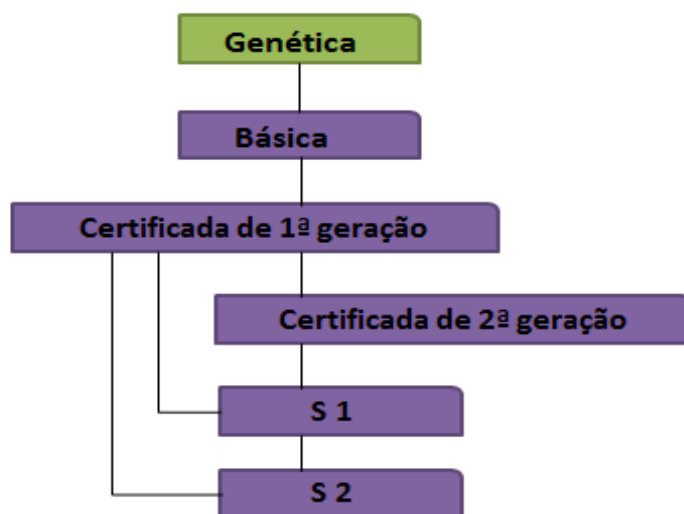 Genética
Básica
Certificada de 1ª geração
Certificada de 2ª geração
S 1
S 2